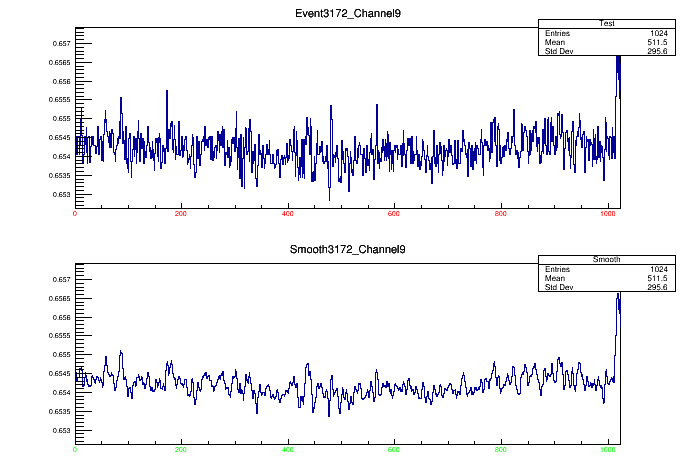 Event3172_Channel9
Test
Entries 1024
Mean 511.5
Std Dev 295.6
0.657
0.6565
0.656
0.6555
0.655
0.6545
0.654
0.6535
0.653
0 200 400 600 800 1000
Smooth3172_Channel9
Smooth
Entries 1024
Mean 511.5
Std Dev 295.6
0.657
0.6565
0.656
0.6555
0.655
0.6545
0.654
0.6535
0.653
0 200 400 600 800 1000